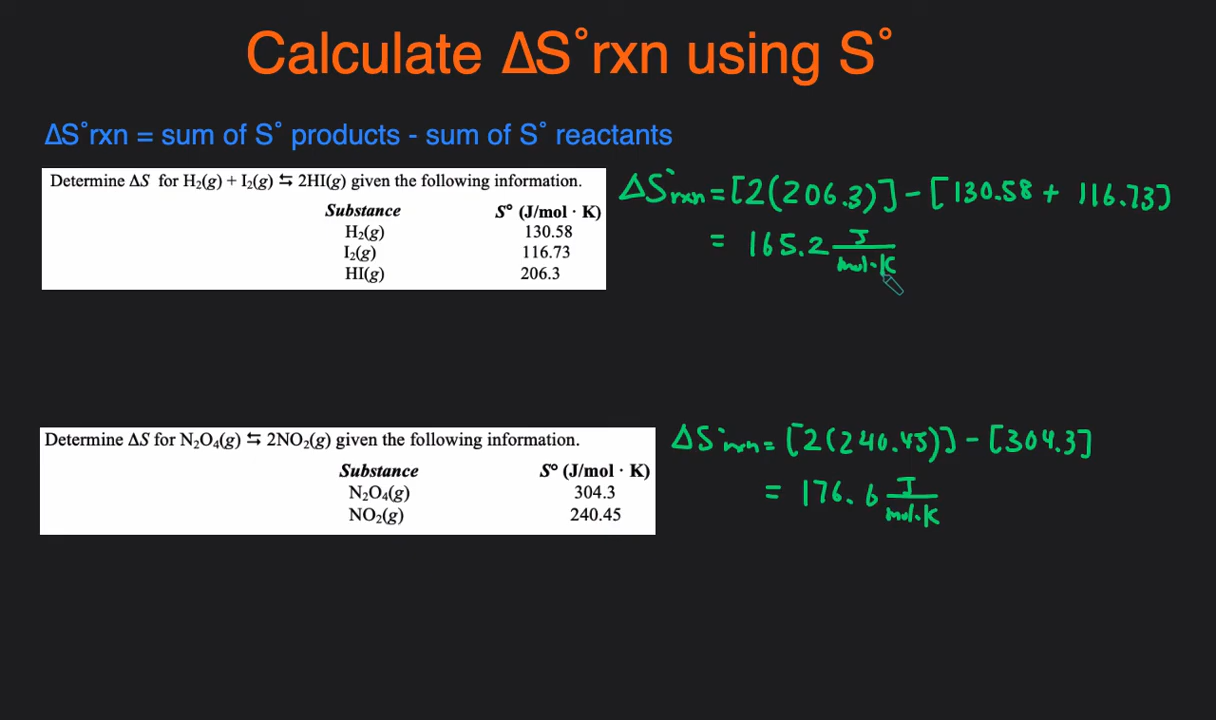 Calculate ΔS°rxn using S°
ΔS°rxn = sum of S° products - sum of S° reactants
Determine ΔS for H₂(g) + I₂(g) ⇆ 2HI(g) given the following information.
Substance S° (J/mol · K)
H₂(g) 130.58
I₂(g) 116.73
HI(g) 206.3
ΔS°rxn = [2(206.3)] - [130.58 + 116.73]
= 165.2 J/mol·K
Determine ΔS for N₂O₄(g) ⇆ 2NO₂(g) given the following information.
Substance S° (J/mol · K)
N₂O₄(g) 304.3
NO₂(g) 240.45
ΔS°rxn = [2(240.45)] - [304.3]
= 176.6 J/mol·K